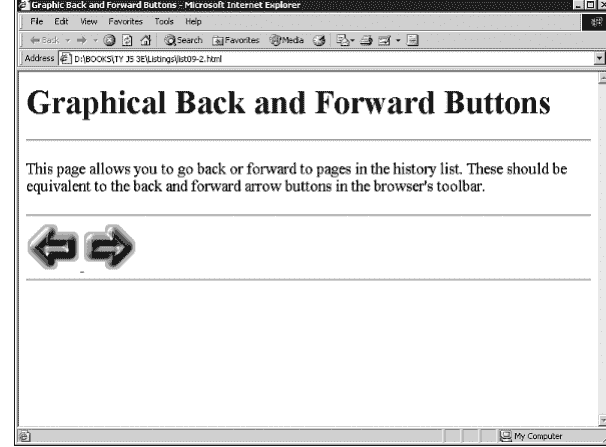 Graphic Back and Forward Buttons - Microsoft Internet Explorer
File Edit View Favorites Tools Help
Back Search Favorites Media
Address D:\BOOKS\TY JS 3E\Listings\list09-2.html
Graphical Back and Forward Buttons
This page allows you to go back or forward to pages in the history list. These should be
equivalent to the back and forward arrow buttons in the browser's toolbar.
My Computer